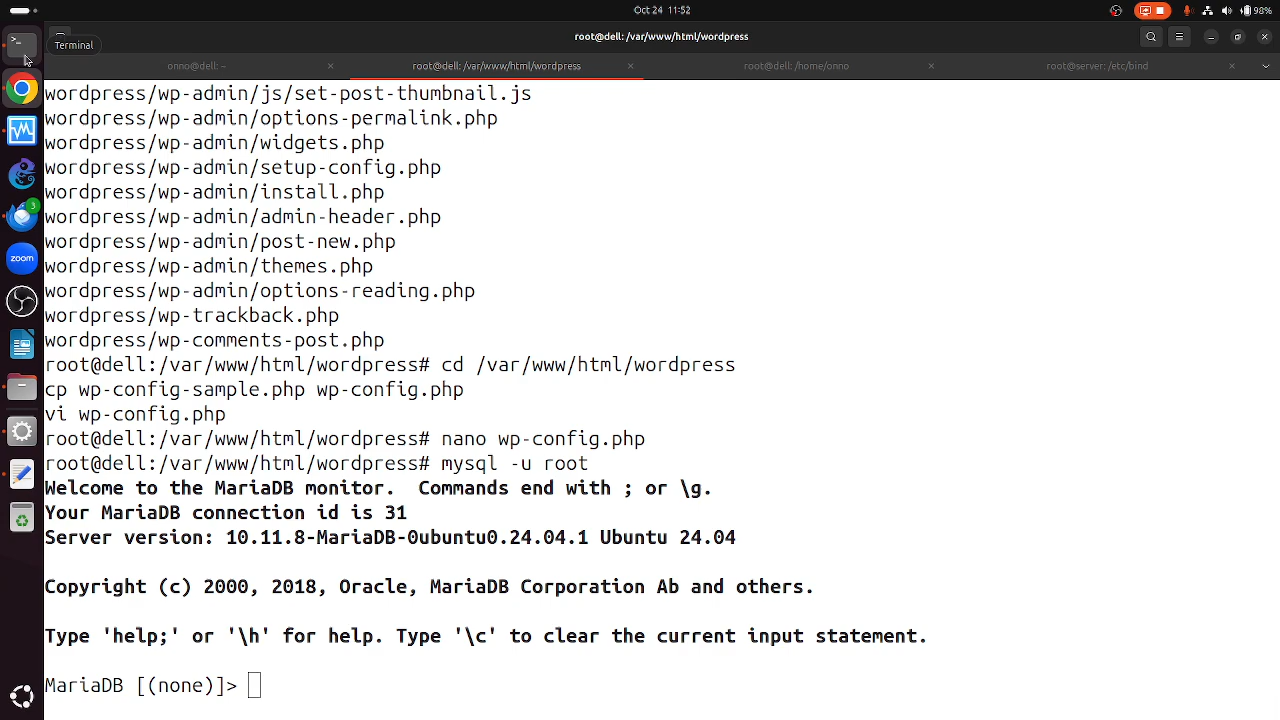 Oct 24 11:52
98%
root@dell: /var/www/html/wordpress
Terminal
onno@dell: ~
root@dell: /var/www/html/wordpress
root@dell: /home/onno
root@server: /etc/bind
wordpress/wp-admin/js/set-post-thumbnail.js
wordpress/wp-admin/options-permalink.php
wordpress/wp-admin/widgets.php
wordpress/wp-admin/setup-config.php
wordpress/wp-admin/install.php
wordpress/wp-admin/admin-header.php
wordpress/wp-admin/post-new.php
wordpress/wp-admin/themes.php
wordpress/wp-admin/options-reading.php
wordpress/wp-trackback.php
wordpress/wp-comments-post.php
root@dell:/var/www/html/wordpress# cd /var/www/html/wordpress
cp wp-config-sample.php wp-config.php
vi wp-config.php
root@dell:/var/www/html/wordpress# nano wp-config.php
root@dell:/var/www/html/wordpress# mysql -u root
Welcome to the MariaDB monitor.  Commands end with ; or \g.
Your MariaDB connection id is 31
Server version: 10.11.8-MariaDB-0ubuntu0.24.04.1 Ubuntu 24.04
Copyright (c) 2000, 2018, Oracle, MariaDB Corporation Ab and others.
Type 'help;' or '\h' for help. Type '\c' to clear the current input statement.
MariaDB [(none)]>
3
zoom